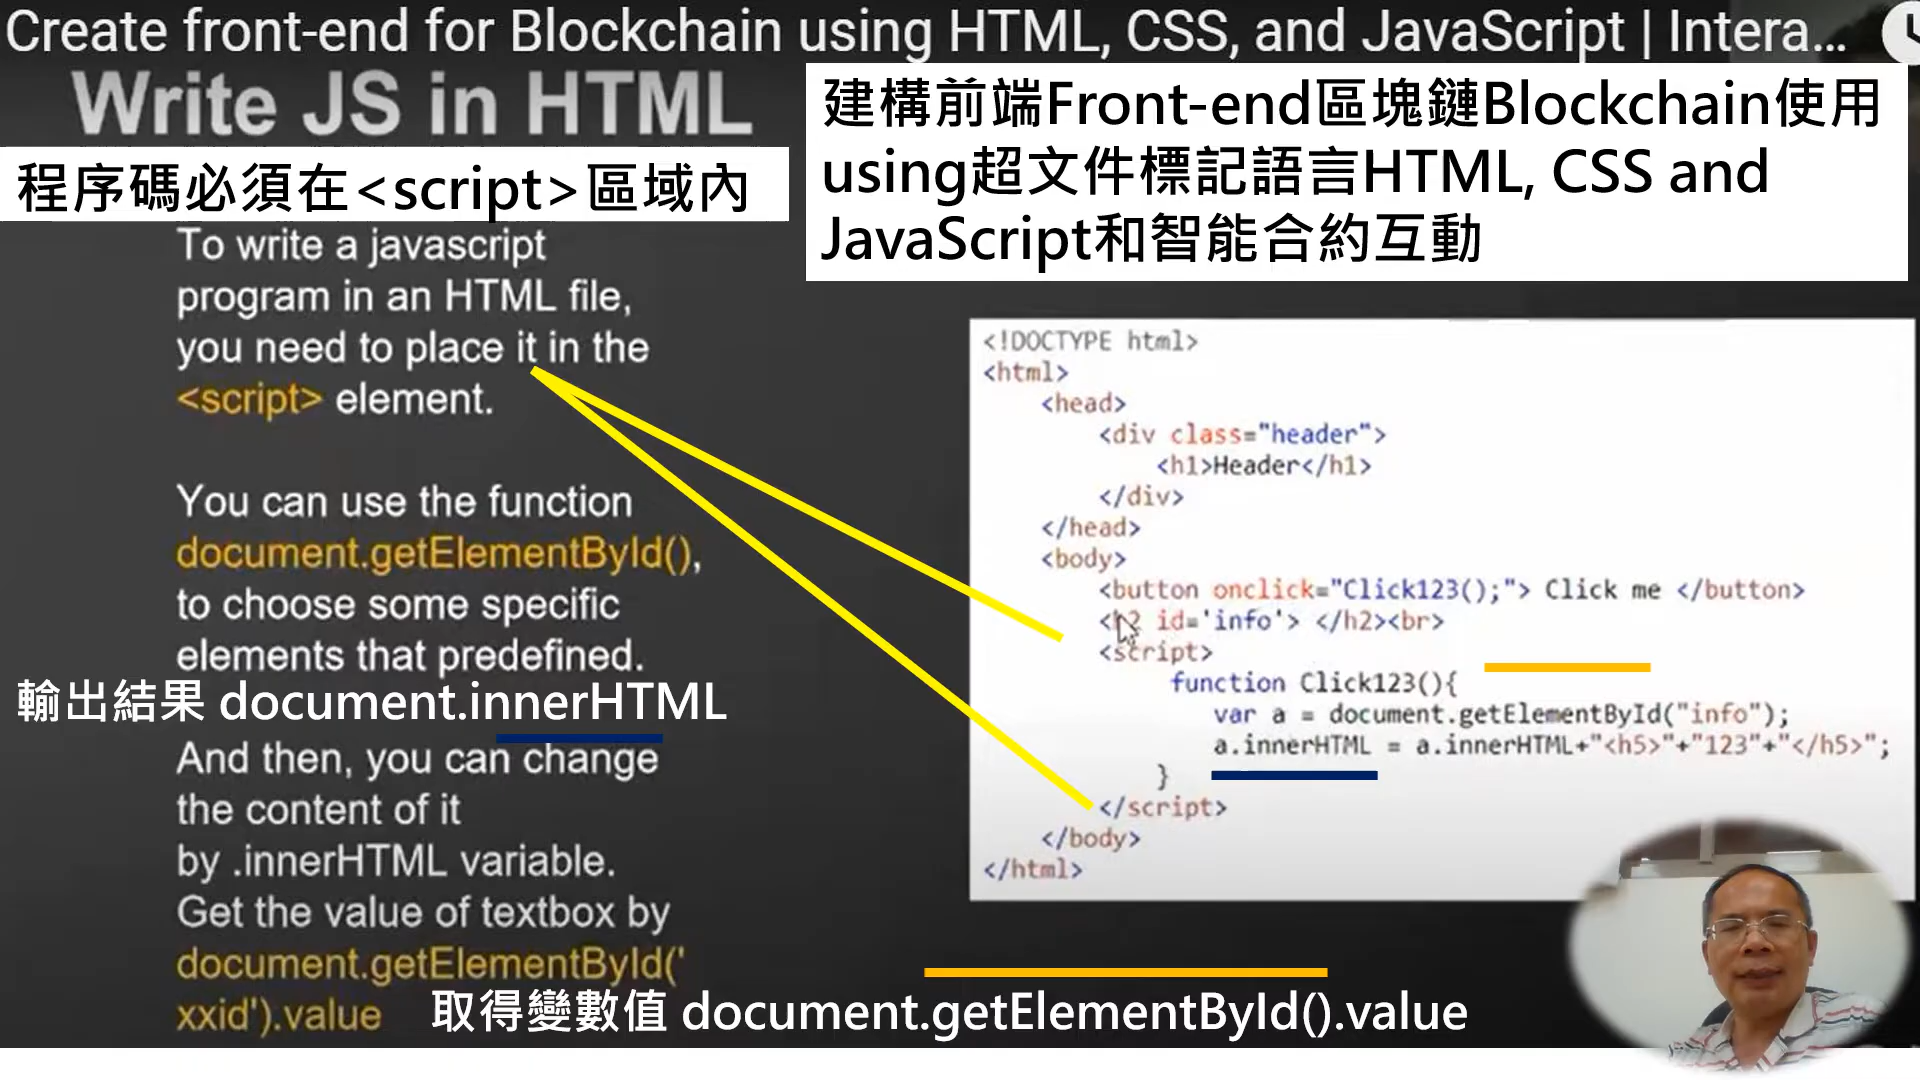 Create front-end for Blockchain using HTML, CSS, and JavaScript | Intera...
Write JS in HTML
建構前端Front-end區塊鏈Blockchain使用
using超文件標記語言HTML, CSS and
JavaScript和智能合約互動
程序碼必須在<script>區域內
To write a javascript
program in an HTML file,
you need to place it in the
<script> element.
You can use the function
document.getElementById(),
to choose some specific
elements that predefined.
輸出結果 document.innerHTML
And then, you can change
the content of it
by .innerHTML variable.
Get the value of textbox by
document.getElementById('
xxid').value
取得變數值 document.getElementById().value
<!DOCTYPE html>
<html>
<head>
<div class="header">
<h1>Header</h1>
</div>
</head>
<body>
<button onclick="Click123();"> Click me </button>
<h2 id='info'> </h2><br>
<script>
function Click123(){
var a = document.getElementById("info");
a.innerHTML = a.innerHTML+"<h5>"+"123"+"</h5>";
}
</script>
</body>
</html>